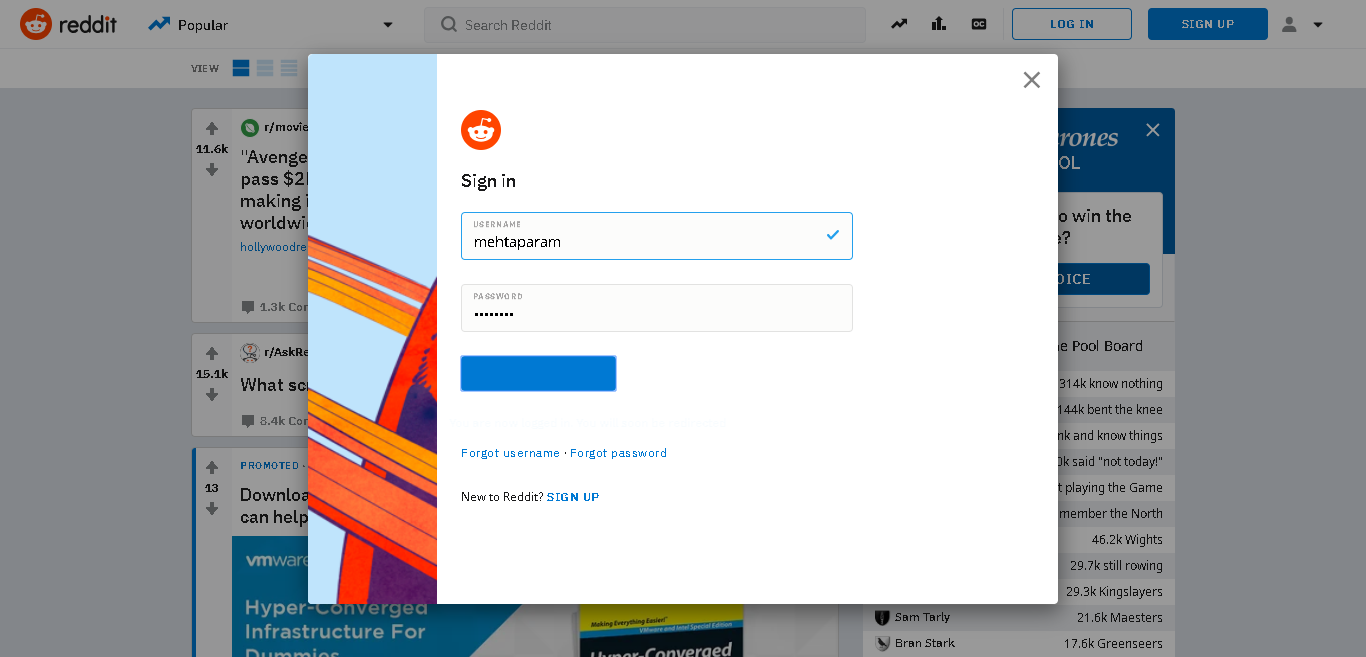 reddit
Popular
Search Reddit
LOG IN
SIGN UP
VIEW
11.6k
r/movie
"Avenge
pass $2
making i
worldwi
hollywoodre
1.3k Co
15.1k
r/AskRe
What sc
8.4k Co
PROMOTED
13
Downloa
can help
vmware
Hyper-Converged
Infrastructure For
Dummies
Making Everything Easier!
VMware and Intel Special Edition
Hyper-Converged
Sign in
USERNAME
mehtaparam
PASSWORD
••••••••
Forgot username · Forgot password
New to Reddit? SIGN UP
rones
OL
o win the
e?
OICE
e Pool Board
314k know nothing
144k bent the knee
nk and know things
0k said "not today!"
t playing the Game
member the North
46.2k Wights
29.7k still rowing
29.3k Kingslayers
Sam Tarly 21.6k Maesters
Bran Stark 17.6k Greenseers